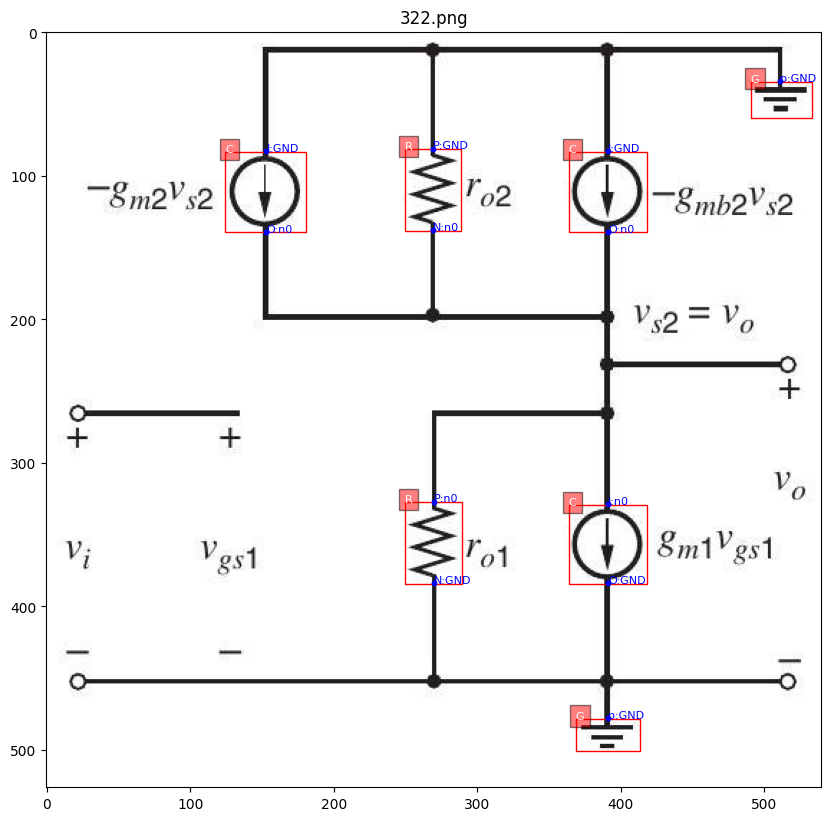 322.png
0
G
o:GND
C
I:GND
R
P:GND
C
I:GND
100
−g_{m2}v_{s2}
r_{o2}
−g_{mb2}v_{s2}
O:n0
N:n0
O:n0
200
v_{s2} = v_o
+
+
+
300
R
P:n0
C
I:n0
v_o
v_i
v_{gs1}
r_{o1}
g_{m1}v_{gs1}
400
N:GND
O:GND
−
−
−
G
o:GND
500
0
100
200
300
400
500